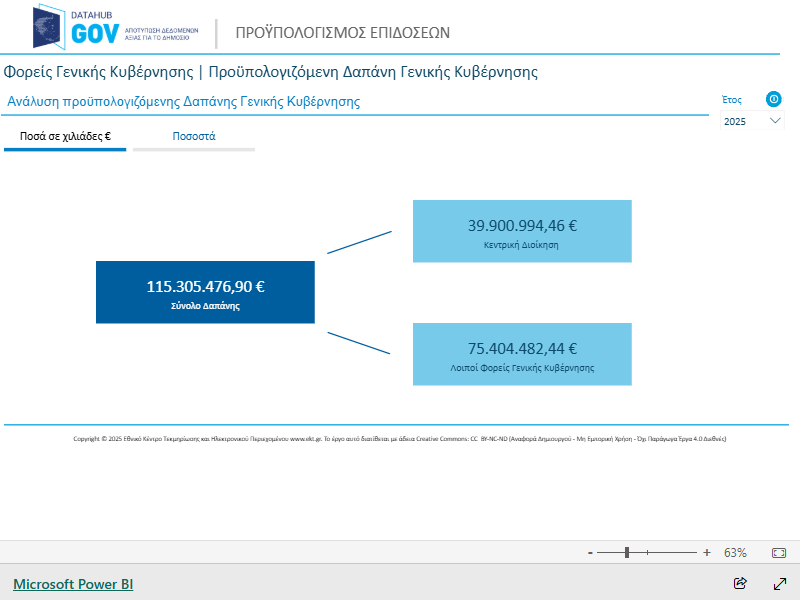 DATAHUB
GOV
ΑΠΟΤΥΠΩΣΗ ΔΕΔΟΜΕΝΩΝ
ΑΞΙΑΣ ΓΙΑ ΤΟ ΔΗΜΟΣΙΟ
ΠΡΟΫΠΟΛΟΓΙΣΜΟΣ ΕΠΙΔΟΣΕΩΝ
Φορείς Γενικής Κυβέρνησης | Προϋπολογιζόμενη Δαπάνη Γενικής Κυβέρνησης
Ανάλυση προϋπολογιζόμενης Δαπάνης Γενικής Κυβέρνησης
Έτος
2025
Ποσά σε χιλιάδες €
Ποσοστά
39.900.994,46 €
Κεντρική Διοίκηση
115.305.476,90 €
Σύνολο Δαπάνης
75.404.482,44 €
Λοιποί Φορείς Γενικής Κυβέρνησης
Copyright © 2025 Εθνικό Κέντρο Τεκμηρίωσης και Ηλεκτρονικού Περιεχομένου www.ekt.gr. Το έργο αυτό διατίθεται με άδεια Creative Commons: CC BY-NC-ND (Αναφορά Δημιουργού - Μη Εμπορική Χρήση - Όχι Παράγωγα Έργα 4.0 Διεθνές)
- + 63%
Microsoft Power BI